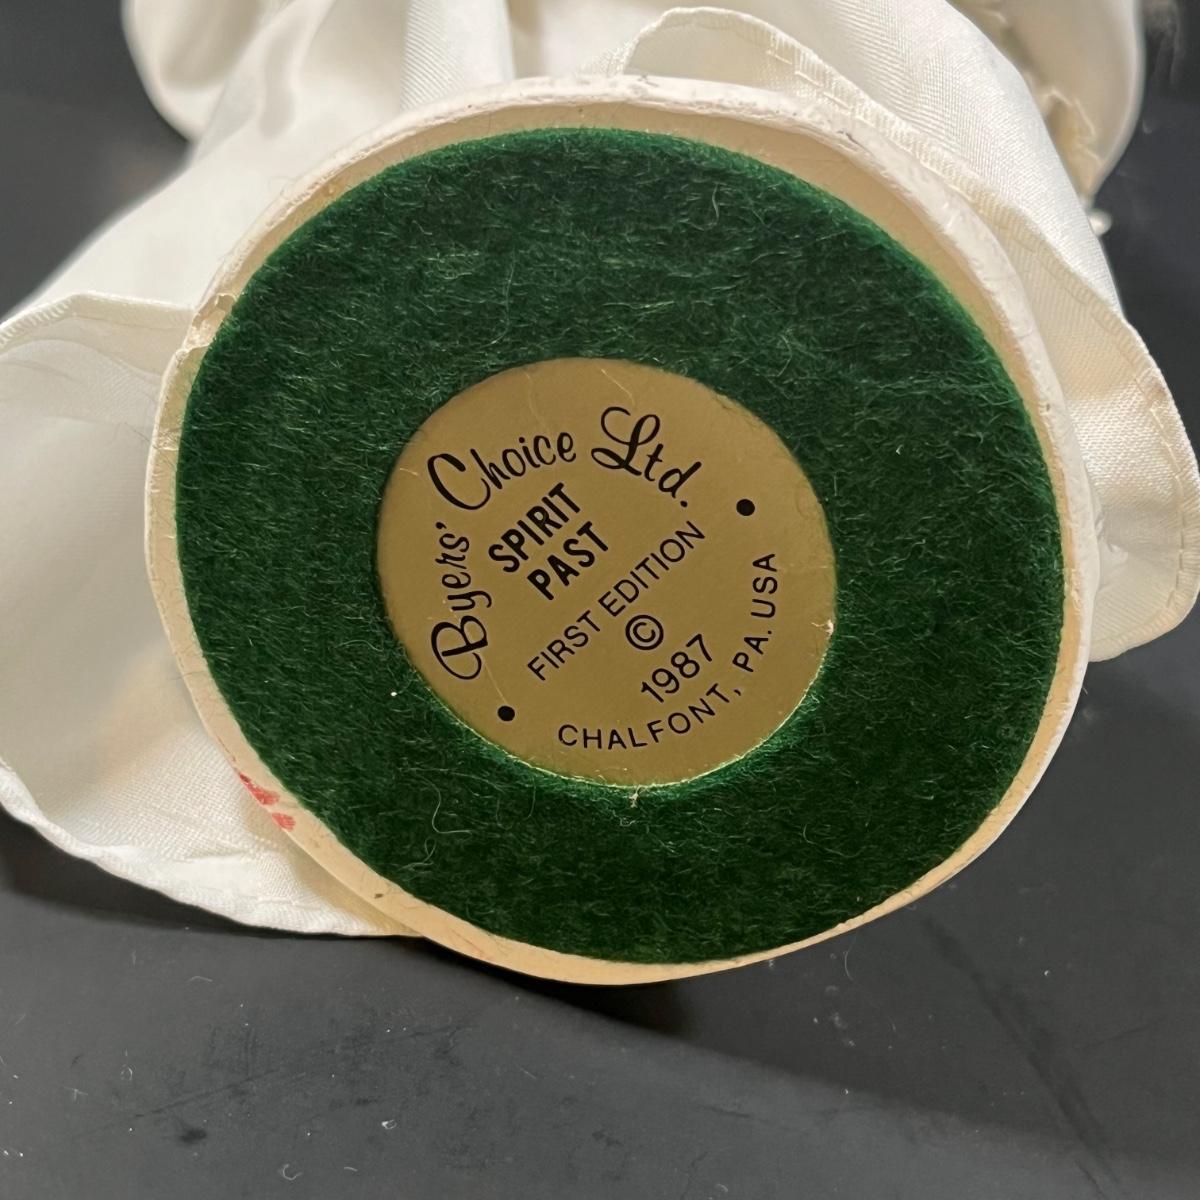 Byers' Choice Ltd.
SPIRIT
PAST
FIRST EDITION
©
1987
CHALFONT, PA. USA